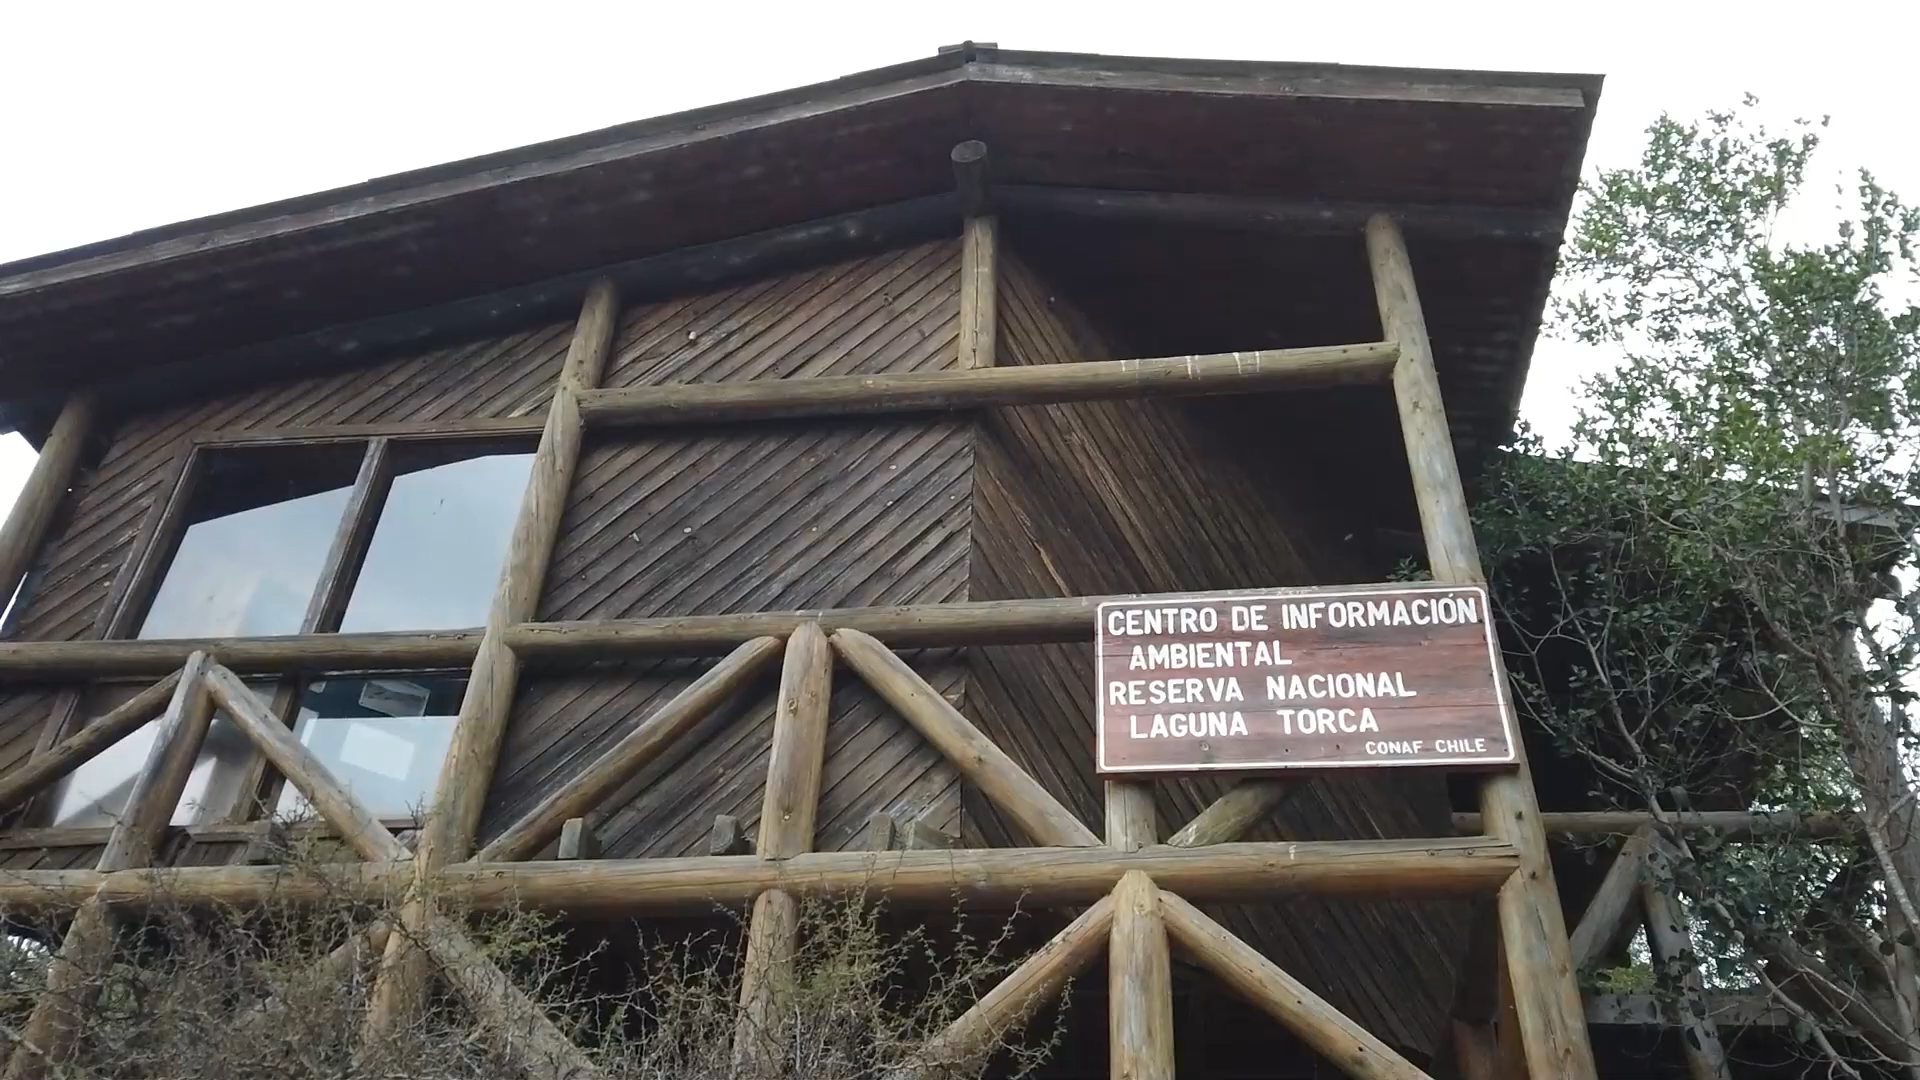 CENTRO DE INFORMACIÓN
AMBIENTAL
RESERVA NACIONAL
LAGUNA TORCA
CONAF CHILE